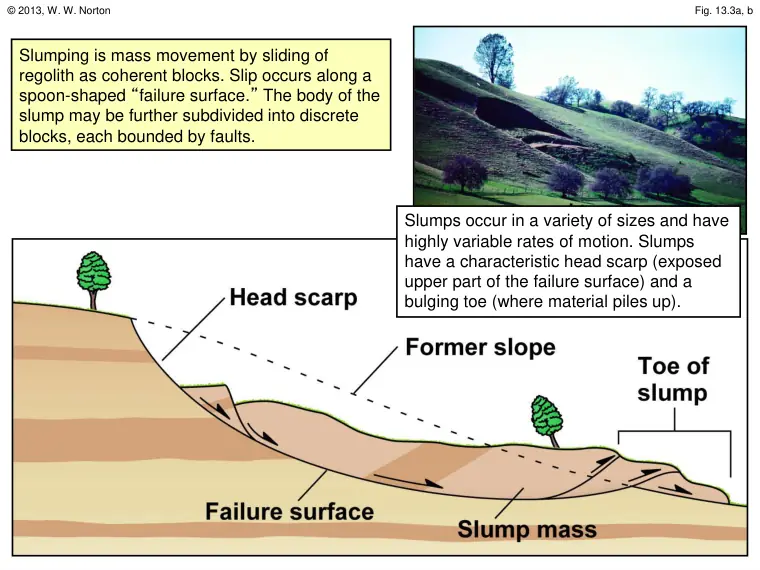 © 2013, W. W. Norton
Fig. 13.3a, b
Slumping is mass movement by sliding of
regolith as coherent blocks. Slip occurs along a
spoon-shaped “failure surface.” The body of the
slump may be further subdivided into discrete
blocks, each bounded by faults.
Slumps occur in a variety of sizes and have
highly variable rates of motion. Slumps
have a characteristic head scarp (exposed
upper part of the failure surface) and a
bulging toe (where material piles up).
Head scarp
Former slope
Toe of
slump
Failure surface
Slump mass